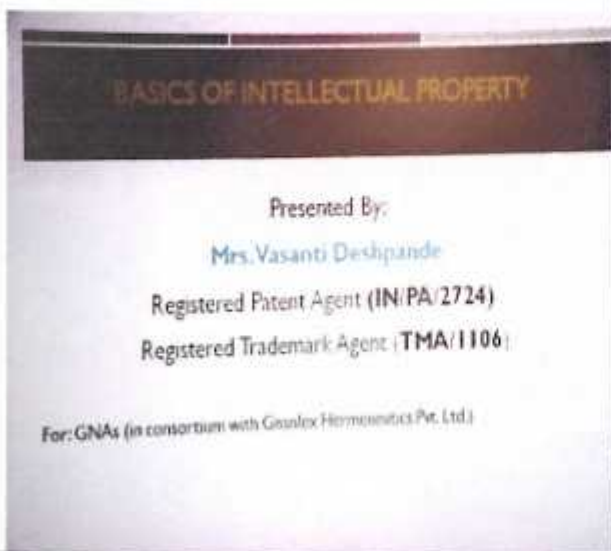 BASICS OF INTELLECTUAL PROPERTY
Presented By:
Mrs. Vasanti Deshpande
Registered Patent Agent (IN/PA/2724)
Registered Trademark Agent (TMA/1106)
For: GNAs (in consortium with Hermeneutics Pvt. Ltd.)